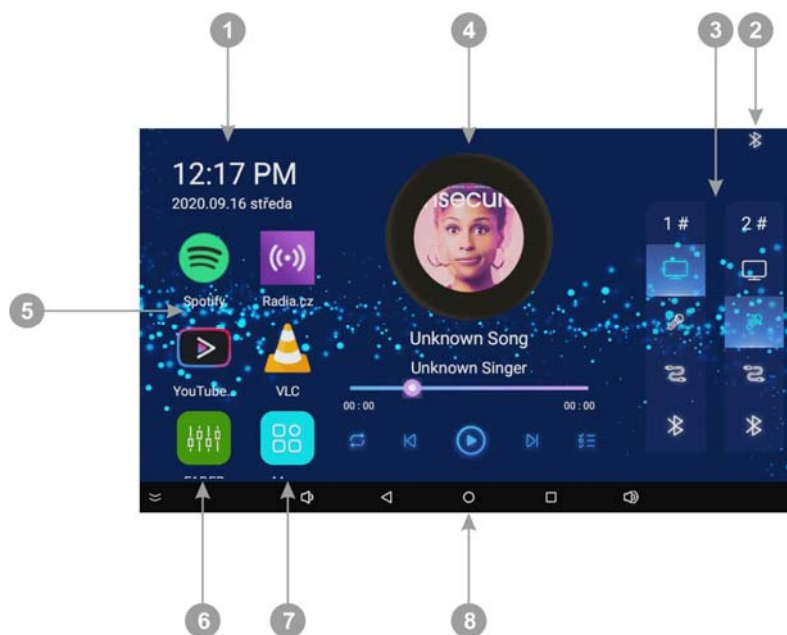 1
4
3
2
12:17 PM
2020.09.16 středa
nsecure
1 #
2 #
Spotify
Radia.cz
5
Unknown Song
Unknown Singer
YouTube..
VLC
00 : 00
00 : 00
6
7
8